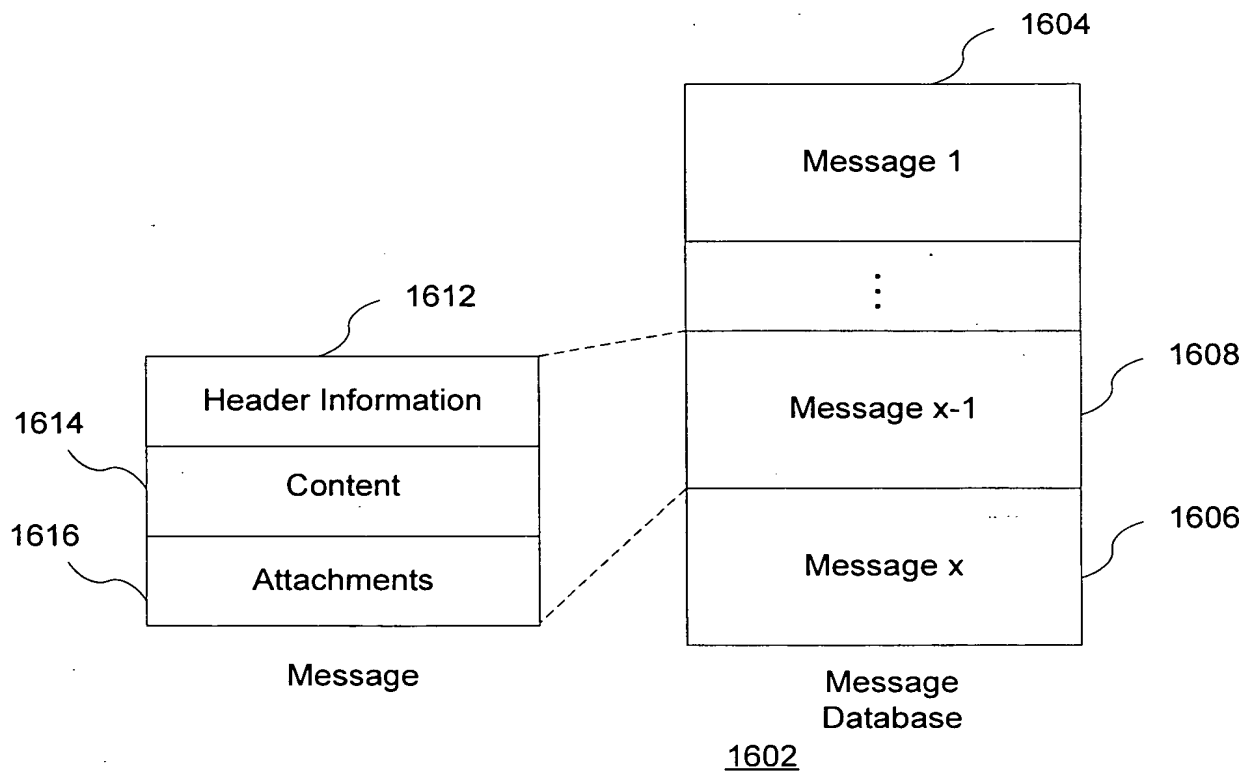 1604
Message 1
1612
Header Information
1608
Message x-1
1614
Content
1606
1616
Attachments
Message x
Message
Message
Database
1602